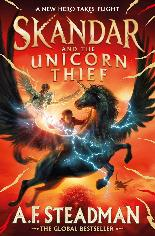 A NEW HERO TAKES FLIGHT
SKANDAR
AND THE
UNICORN THIEF
A.F. STEADMAN
THE GLOBAL BESTSELLER